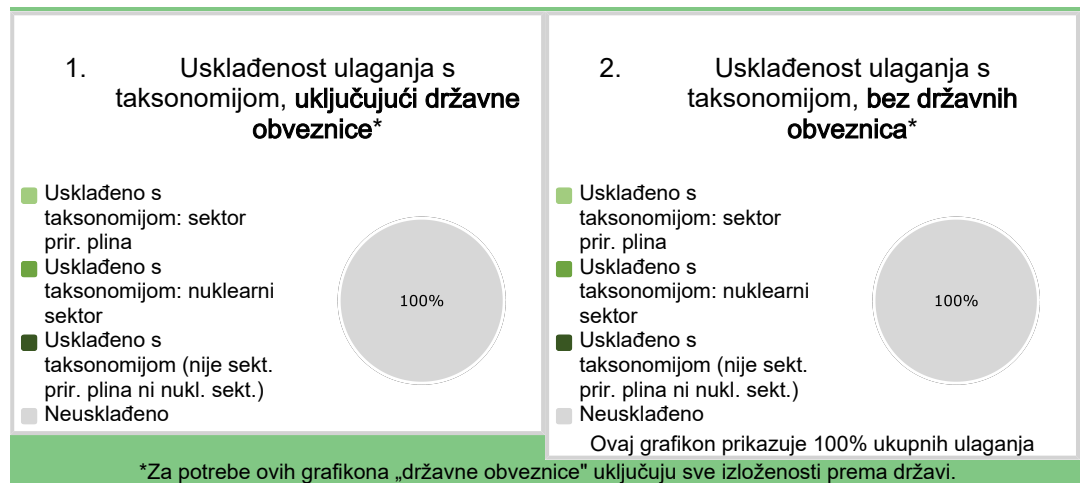 1. Usklađenost ulaganja s
taksonomijom, uključujući državne
obveznice*
Usklađeno s
taksonomijom: sektor
prir. plina
Usklađeno s
taksonomijom: nuklearni
sektor
Usklađeno s
taksonomijom (nije sekt.
prir. plina ni nukl. sekt.)
Neusklađeno
100%
2. Usklađenost ulaganja s
taksonomijom, bez državnih
obveznica*
Usklađeno s
taksonomijom: sektor
prir. plina
Usklađeno s
taksonomijom: nuklearni
sektor
Usklađeno s
taksonomijom (nije sekt.
prir. plina ni nukl. sekt.)
Neusklađeno
100%
Ovaj grafikon prikazuje 100% ukupnih ulaganja
*Za potrebe ovih grafikona „državne obveznice" uključuju sve izloženosti prema državi.